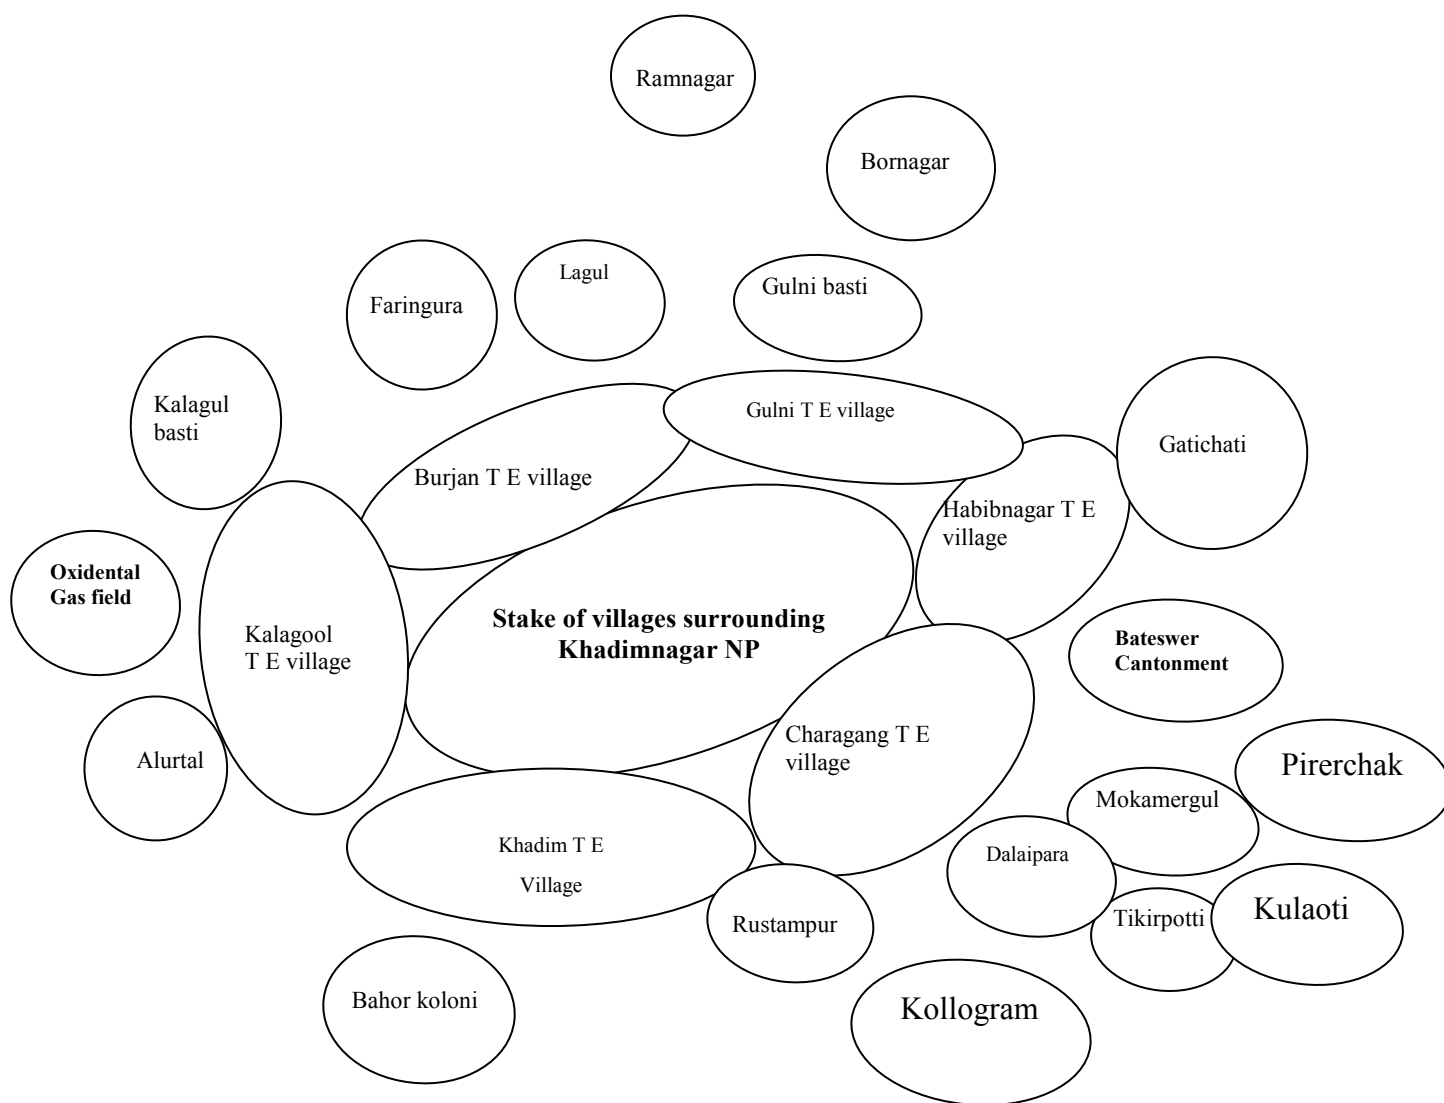 Ramnagar
Bornagar
Lagul
Gulni basti
Faringura
Kalagul
basti
Gulni T E village
Gatichati
Burjan T E village
Habibnagar T E
village
Oxidental
Gas field
Stake of villages surrounding
Khadimnagar NP
Kalagool
T E village
Bateswer
Cantonment
Alurtal
Charagang T E
village
Pirerchak
Mokamergul
Khadim T E
Village
Dalaipara
Rustampur
Tikirpotti
Kulaoti
Bahor koloni
Kollogram